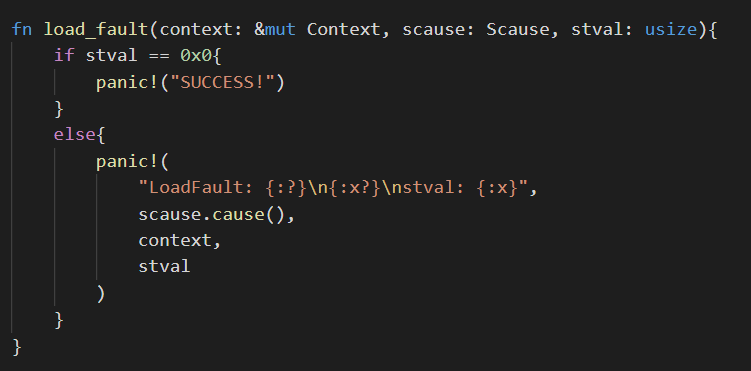 fn load_fault(context: &mut Context, scause: Scause, stval: usize){
    if stval == 0x0{
        panic!("SUCCESS!")
    }
    else{
        panic!(
            "LoadFault: {:?}\n{:x?}\nstval: {:x}",
            scause.cause(),
            context,
            stval
        )
    }
}